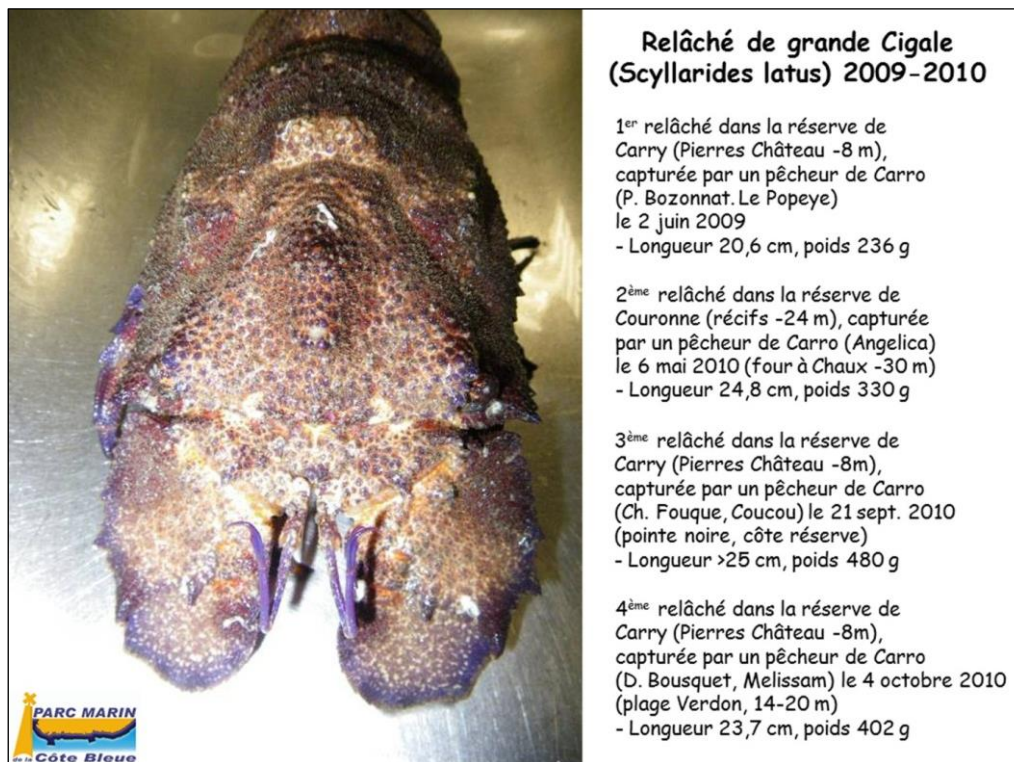 Relâché de grande Cigale
(Scyllarides latus) 2009-2010
1er relâché dans la réserve de
Carry (Pierres Château -8 m),
capturée par un pêcheur de Carro
(P. Bozonnat. Le Popeye)
le 2 juin 2009
- Longueur 20,6 cm, poids 236 g
2ème relâché dans la réserve de
Couronne (récifs -24 m), capturée
par un pêcheur de Carro (Angelica)
le 6 mai 2010 (four à Chaux -30 m)
- Longueur 24,8 cm, poids 330 g
3ème relâché dans la réserve de
Carry (Pierres Château -8m),
capturée par un pêcheur de Carro
(Ch. Fouque, Coucou) le 21 sept. 2010
(pointe noire, côte réserve)
- Longueur >25 cm, poids 480 g
4ème relâché dans la réserve de
Carry (Pierres Château -8m),
capturée par un pêcheur de Carro
(D. Bousquet, Melissam) le 4 octobre 2010
(plage Verdon, 14-20 m)
- Longueur 23,7 cm, poids 402 g
PARC MARIN
de la Côte Bleue